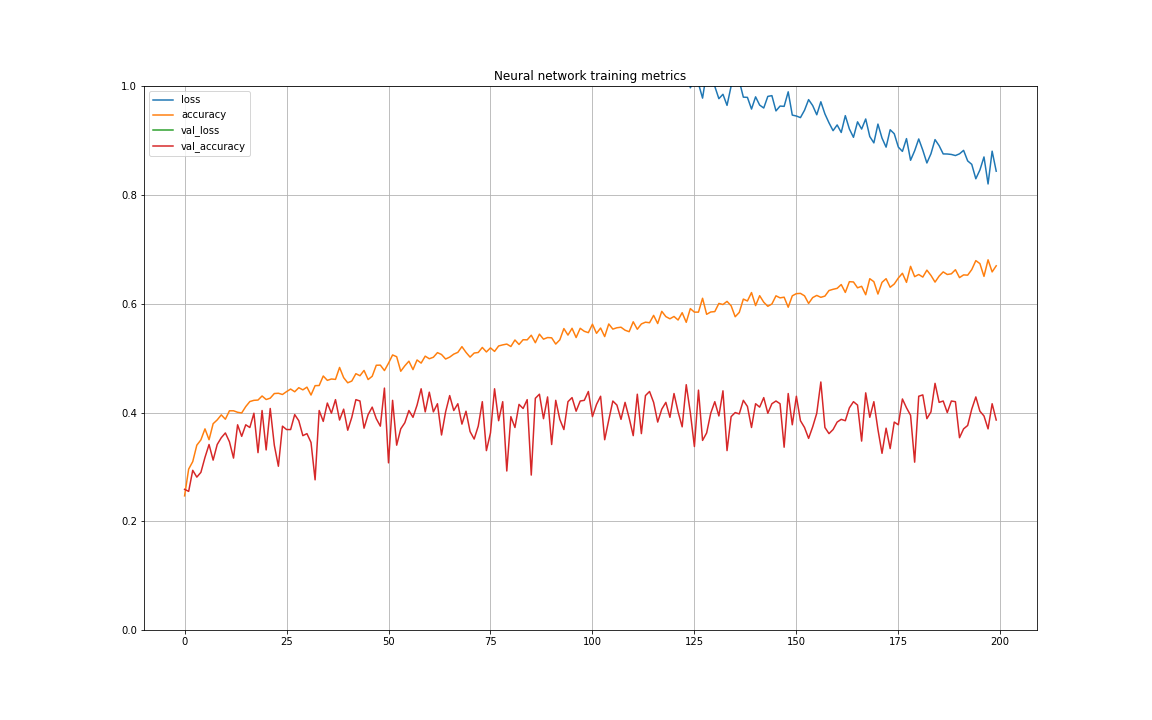 Neural network training metrics
loss
accuracy
val_loss
val_accuracy
1.0
0.8
0.6
0.4
0.2
0.0
0 25 50 75 100 125 150 175 200